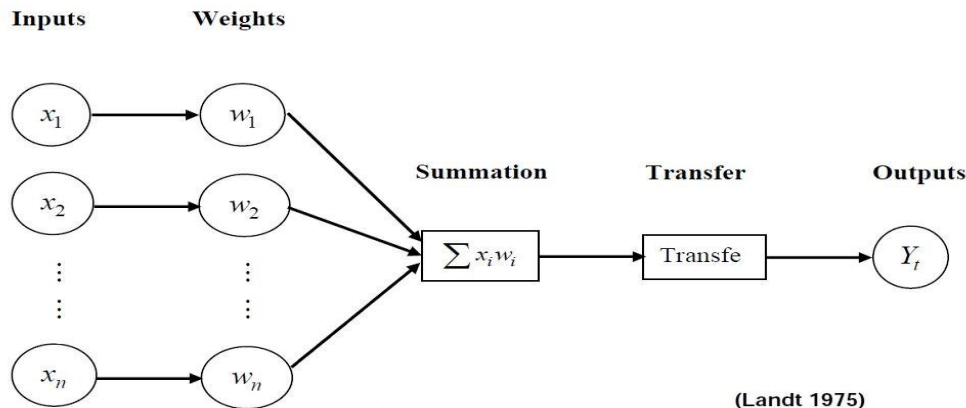 Inputs Weights
x₁ w₁
Summation Transfer Outputs
x₂ w₂
∑ xᵢwᵢ Transfe Yₜ
⋮ ⋮
⋮ ⋮
xₙ wₙ
(Landt 1975)